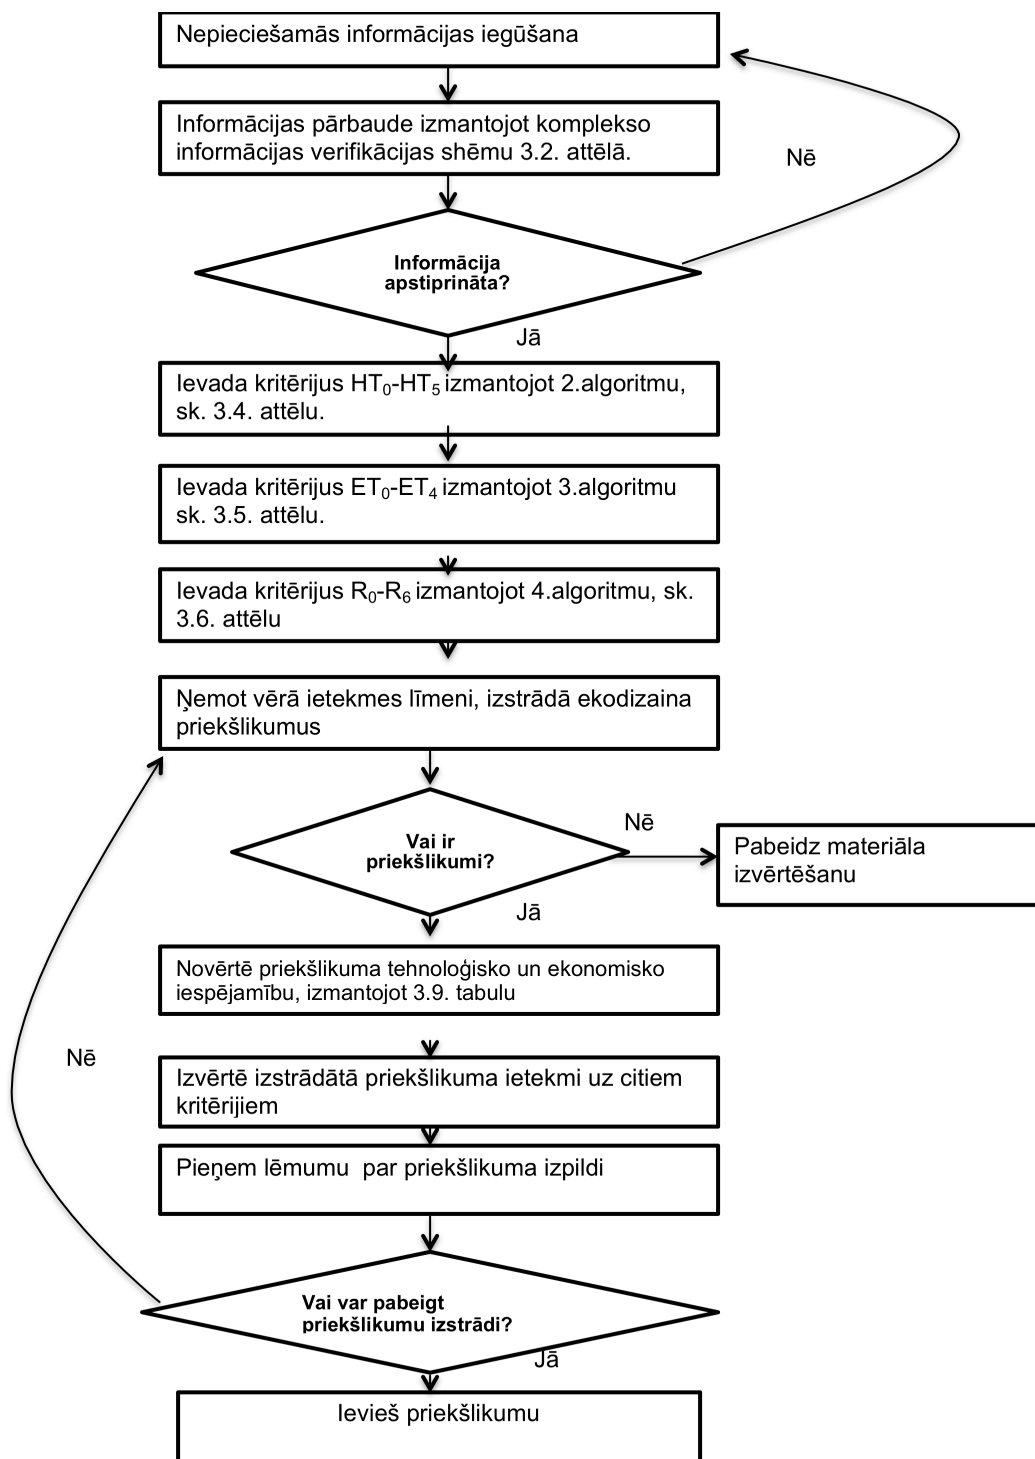 Nepieciešamās informācijas iegūšana
Informācijas pārbaude izmantojot komplekso
informācijas verifikācijas shēmu 3.2. attēlā.
Nē
Informācija
apstiprināta?
Jā
Ievada kritērijus HT₀-HT₅ izmantojot 2.algoritmu,
sk. 3.4. attēlu.
Ievada kritērijus ET₀-ET₄ izmantojot 3.algoritmu
sk. 3.5. attēlu.
Ievada kritērijus R₀-R₆ izmantojot 4.algoritmu, sk.
3.6. attēlu
Ņemot vērā ietekmes līmeni, izstrādā ekodizaina
priekšlikumus
Vai ir
priekšlikumi?
Nē
Pabeidz materiāla
izvērtēšanu
Jā
Novērtē priekšlikuma tehnoloģisko un ekonomisko
iespējamību, izmantojot 3.9. tabulu
Nē
Izvērtē izstrādātā priekšlikuma ietekmi uz citiem
kritērijiem
Pieņem lēmumu  par priekšlikuma izpildi
Vai var pabeigt
priekšlikumu izstrādi?
Jā
Ievieš priekšlikumu